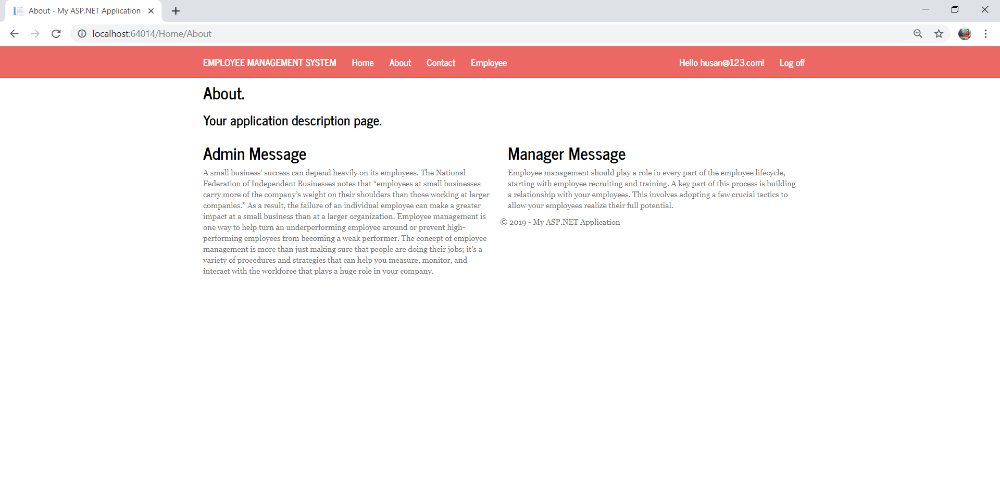 About - My ASP.NET Application
localhost:64014/Home/About
EMPLOYEE MANAGEMENT SYSTEM Home About Contact Employee Hello husan@123.com! Log off
About.
Your application description page.
Admin Message
A small business’ success can depend heavily on its employees. The National
Federation of Independent Businesses notes that “employees at small businesses
carry more of the company’s weight on their shoulders than those working at larger
companies.” As a result, the failure of an individual employee can make a greater
impact at a small business than at a larger organization. Employee management is
one way to help turn an underperforming employee around or prevent high-
performing employees from becoming a weak performer. The concept of employee
management is more than just making sure that people are doing their jobs; it’s a
variety of procedures and strategies that can help you measure, monitor, and
interact with the workforce that plays a huge role in your company.
Manager Message
Employee management should play a role in every part of the employee lifecycle,
starting with employee recruiting and training. A key part of this process is building
a relationship with your employees. This involves adopting a few crucial tactics to
allow your employees realize their full potential.
© 2019 - My ASP.NET Application